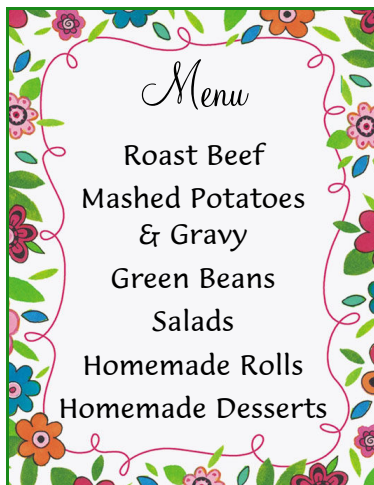 Menu
Roast Beef
Mashed Potatoes
& Gravy
Green Beans
Salads
Homemade Rolls
Homemade Desserts